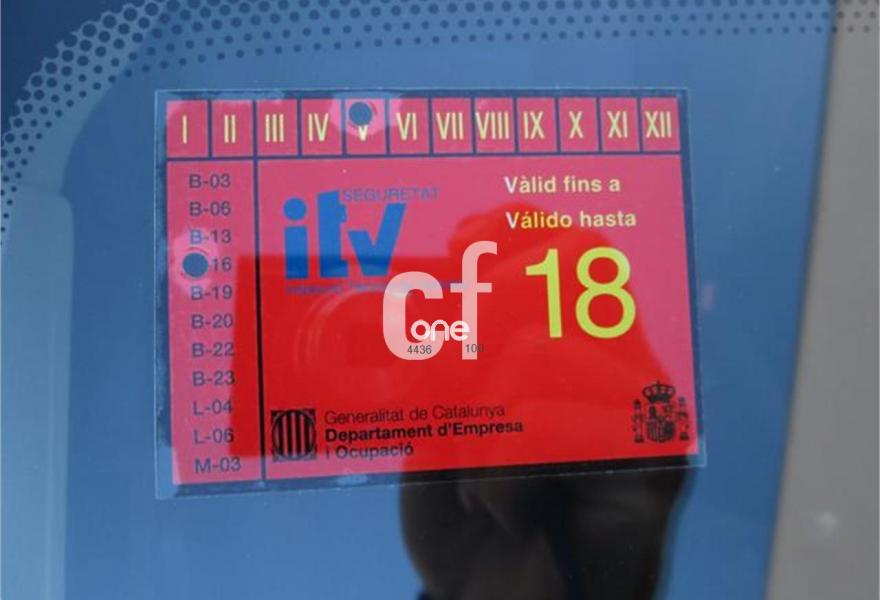 I II III IV V VI VII VIII IX X XI XII
B-03
B-06
B-13
16
B-19
B-20
B-22
B-23
L-04
L-06
M-03
SEGURETAT
itv
Vàlid fins a
Válido hasta
18
cf
one
4436 100
Generalitat de Catalunya
Departament d'Empresa
i Ocupació